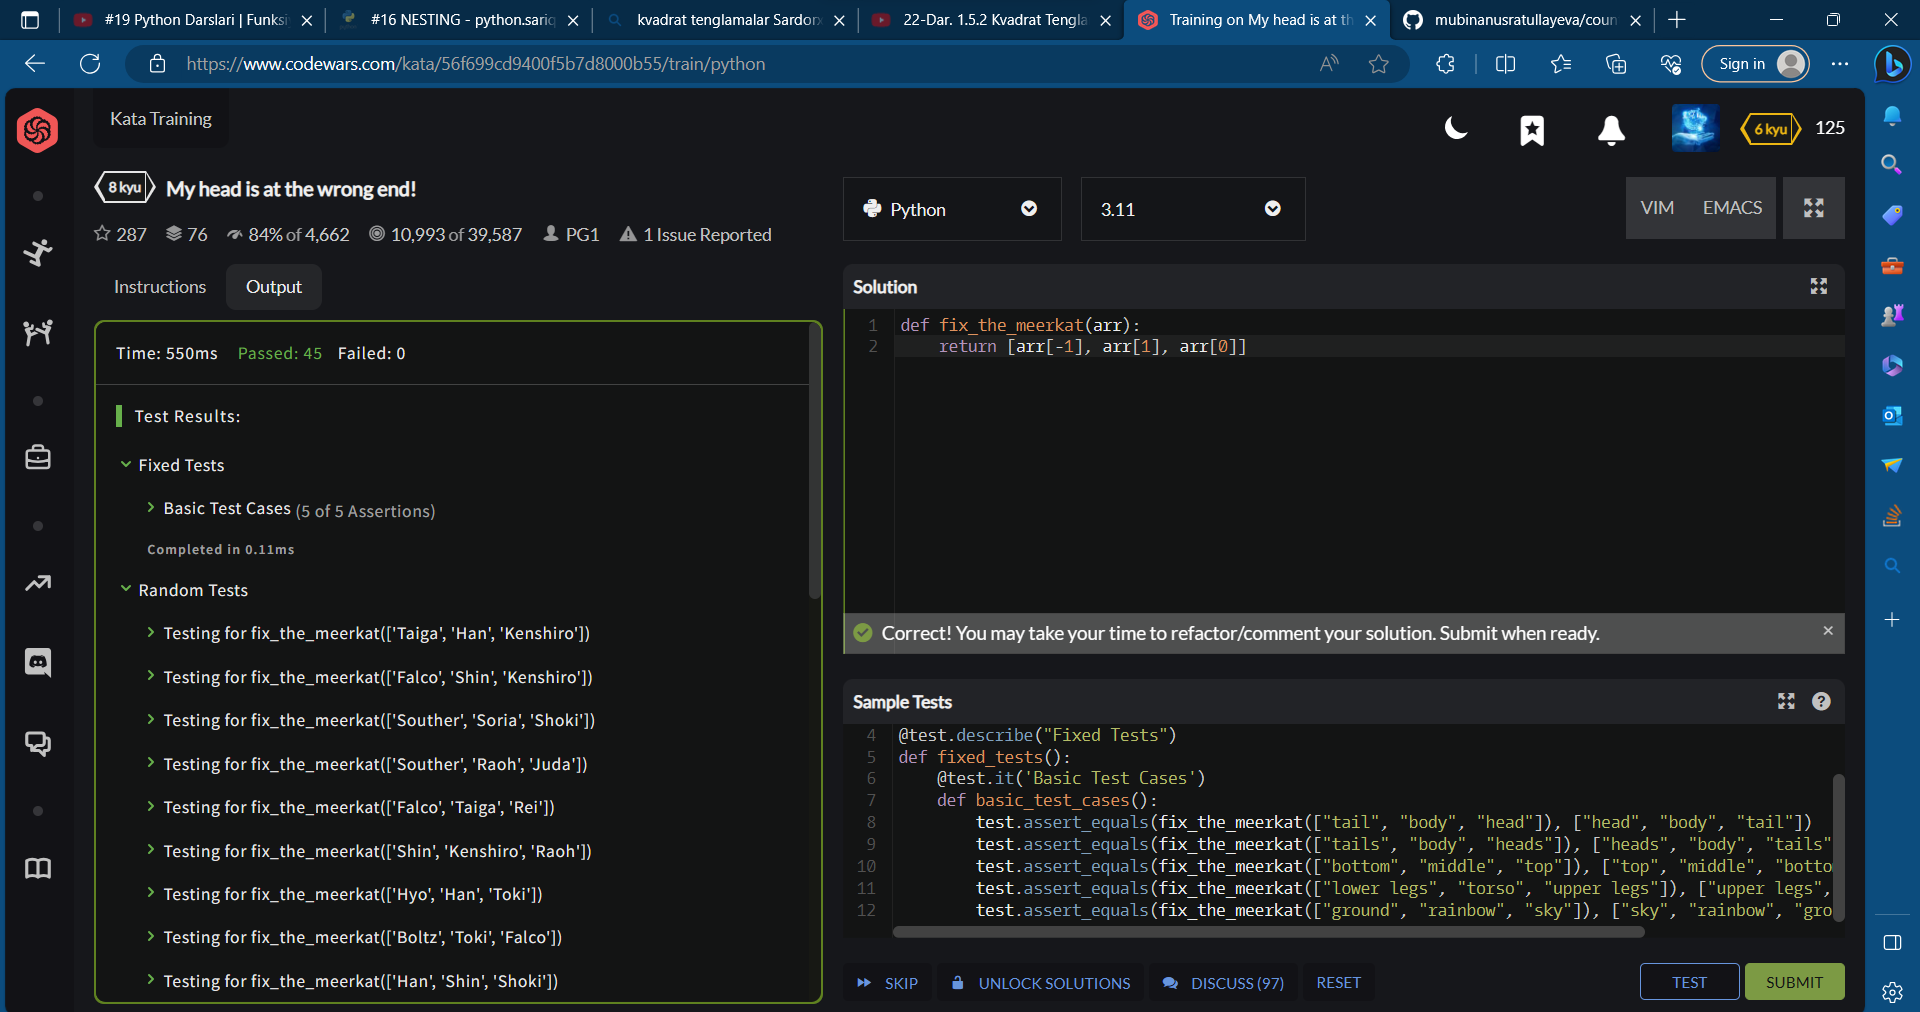 #19 Python Darslari | Funksi
#16 NESTING - python.sariq
kvadrat tenglamalar Sardor
22-Dar. 1.5.2 Kvadrat Tengla
Training on My head is at th
mubinanusratullayeva/coun
https://www.codewars.com/kata/56f699cd9400f5b7d8000b55/train/python
Sign in
Kata Training
6 kyu
125
8 kyu
My head is at the wrong end!
287
76
84% of 4,662
10,993 of 39,587
PG1
1 Issue Reported
Python
3.11
VIM
EMACS
Instructions
Output
Time: 550ms Passed: 45 Failed: 0
Test Results:
Fixed Tests
Basic Test Cases (5 of 5 Assertions)
Completed in 0.11ms
Random Tests
Testing for fix_the_meerkat(['Taiga', 'Han', 'Kenshiro'])
Testing for fix_the_meerkat(['Falco', 'Shin', 'Kenshiro'])
Testing for fix_the_meerkat(['Souther', 'Soria', 'Shoki'])
Testing for fix_the_meerkat(['Souther', 'Raoh', 'Juda'])
Testing for fix_the_meerkat(['Falco', 'Taiga', 'Rei'])
Testing for fix_the_meerkat(['Shin', 'Kenshiro', 'Raoh'])
Testing for fix_the_meerkat(['Hyo', 'Han', 'Toki'])
Testing for fix_the_meerkat(['Boltz', 'Toki', 'Falco'])
Testing for fix_the_meerkat(['Han', 'Shin', 'Shoki'])
Solution
1 def fix_the_meerkat(arr):
2 return [arr[-1], arr[1], arr[0]]
Correct! You may take your time to refactor/comment your solution. Submit when ready.
Sample Tests
4 @test.describe("Fixed Tests")
5 def fixed_tests():
6 @test.it('Basic Test Cases')
7 def basic_test_cases():
8 test.assert_equals(fix_the_meerkat(["tail", "body", "head"]), ["head", "body", "tail"])
9 test.assert_equals(fix_the_meerkat(["tails", "body", "heads"]), ["heads", "body", "tails"
10 test.assert_equals(fix_the_meerkat(["bottom", "middle", "top"]), ["top", "middle", "botto
11 test.assert_equals(fix_the_meerkat(["lower legs", "torso", "upper legs"]), ["upper legs",
12 test.assert_equals(fix_the_meerkat(["ground", "rainbow", "sky"]), ["sky", "rainbow", "gro
SKIP
UNLOCK SOLUTIONS
DISCUSS (97)
RESET
TEST
SUBMIT